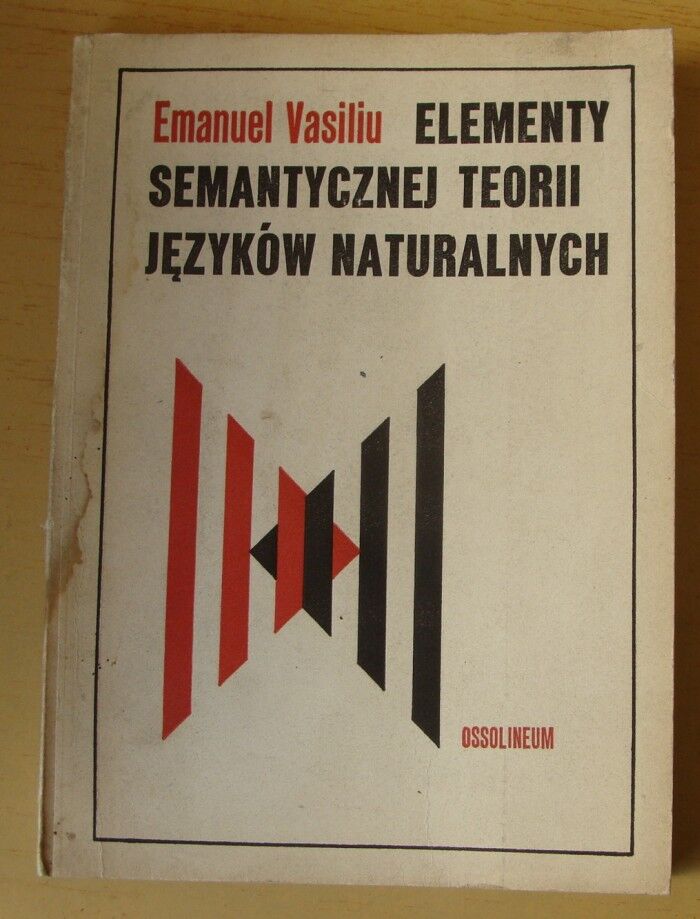 Emanuel Vasiliu ELEMENTY
SEMANTYCZNEJ TEORII
JĘZYKÓW NATURALNYCH
OSSOLINEUM